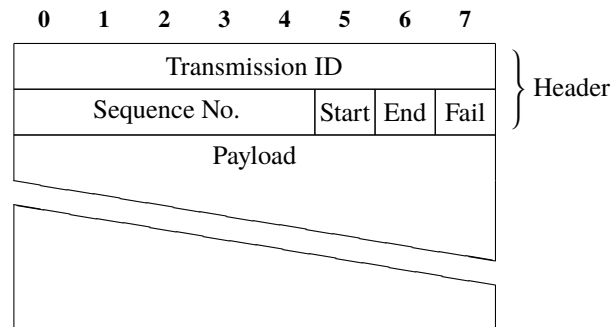 0 1 2 3 4 5 6 7
Transmission ID
Header
Sequence No. Start End Fail
Payload